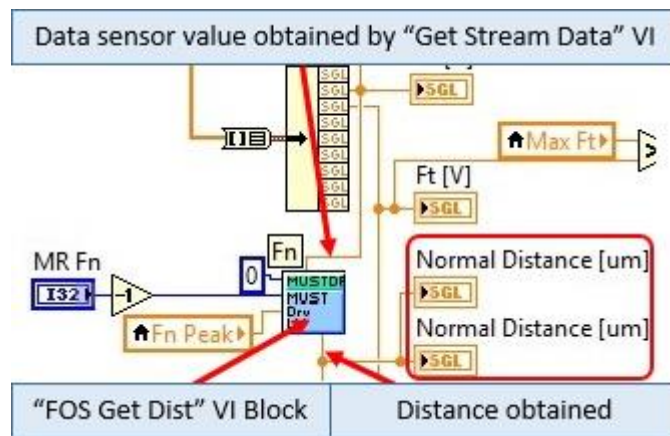 Data sensor value obtained by “Get Stream Data” VI
SGL
SGL
SGL
SGL
SGL
SGL
SGL
SGL
SGL
Max Ft
Ft [V]
SGL
Fn
MR Fn
0
I32
-1
MUST
Drv
Fn Peak
Normal Distance [um]
SGL
Normal Distance [um]
SGL
“FOS Get Dist” VI Block
Distance obtained